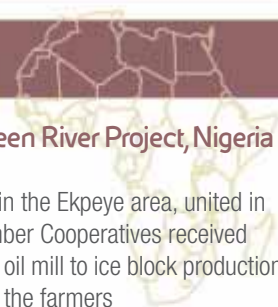 een River Project, Nigeria
in the Ekpeye area, united in
ber Cooperatives received
oil mill to ice block production
the farmers